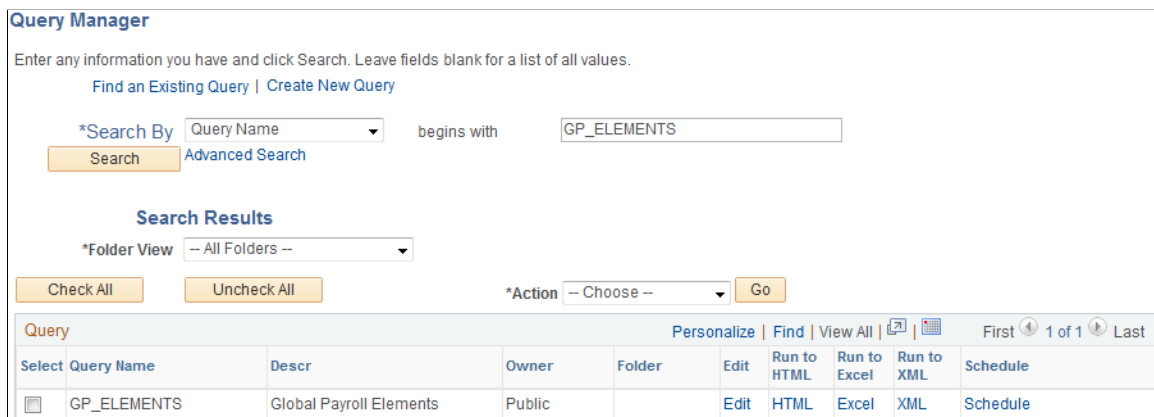 Query Manager
Enter any information you have and click Search. Leave fields blank for a list of all values.
Find an Existing Query | Create New Query
*Search By Query Name begins with GP_ELEMENTS
Search Advanced Search
Search Results
*Folder View -- All Folders --
Check All Uncheck All *Action -- Choose -- Go
Query Personalize | Find | View All | | First 1 of 1 Last
Select Query Name Descr Owner Folder Edit Run to HTML Run to Excel Run to XML Schedule
GP_ELEMENTS Global Payroll Elements Public Edit HTML Excel XML Schedule